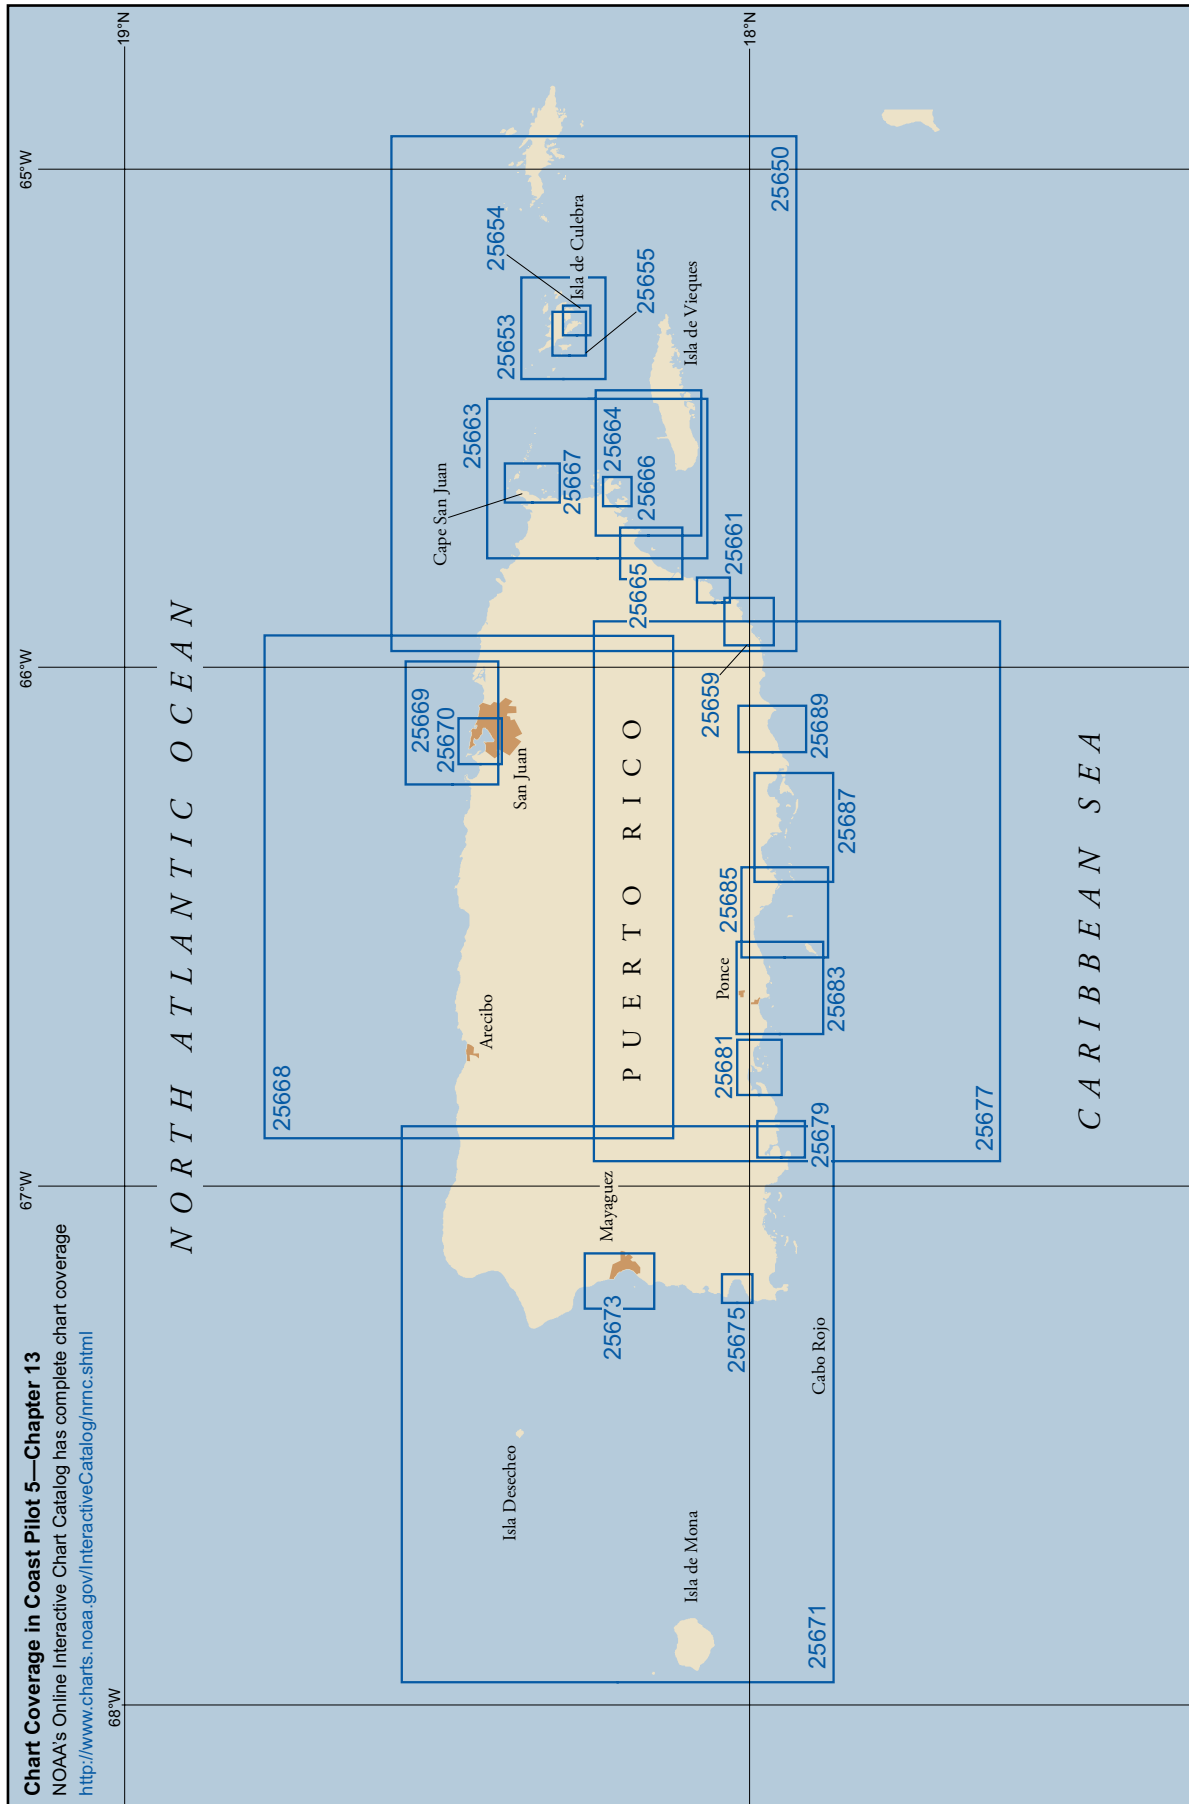 Chart Coverage in Coast Pilot 5—Chapter 13
NOAA's Online Interactive Chart Catalog has complete chart coverage
http://www.charts.noaa.gov/InteractiveCatalog/nrnc.shtml
68°W
67°W
66°W
65°W
19°N
18°N
NORTH ATLANTIC OCEAN
25668
25669
25670
San Juan
Arecibo
Cape San Juan
25663
25667
25653
25654
Isla de Culebra
25655
25664
25666
Isla de Vieques
25665
25661
25650
25659
PUERTO RICO
Isla Desecheo
Mayaguez
25673
Isla de Mona
25675
Cabo Rojo
25671
25679
25681
Ponce
25683
25685
25687
25689
25677
CARIBBEAN SEA